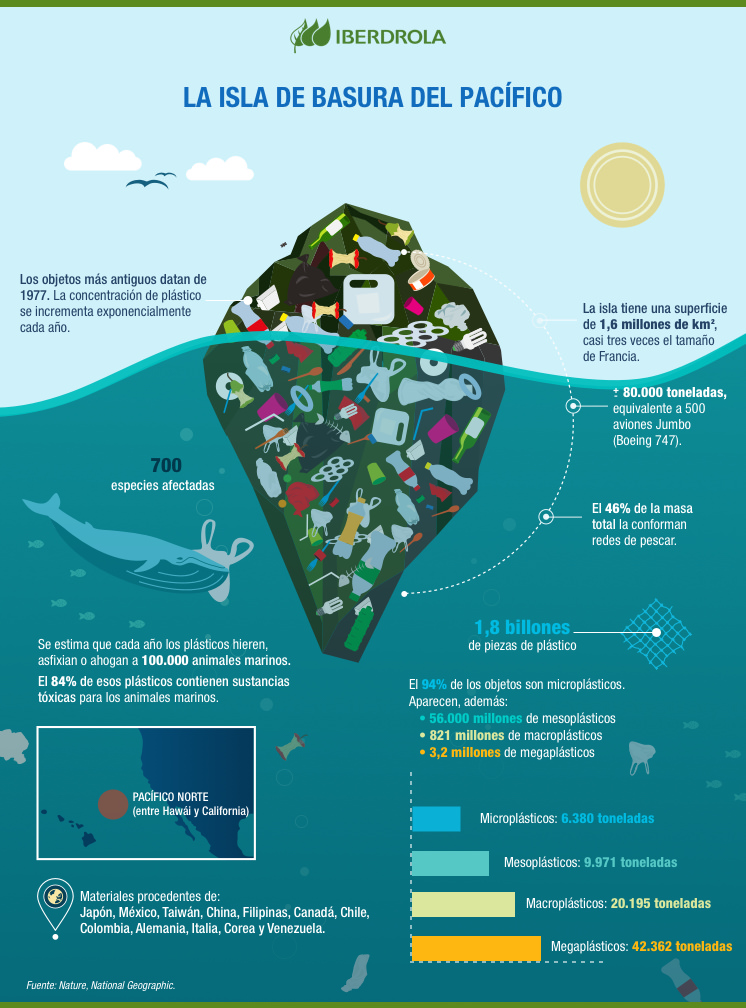 IBERDROLA
LA ISLA DE BASURA DEL PACÍFICO
Los objetos más antiguos datan de
1977. La concentración de plástico
se incrementa exponencialmente
cada año.
La isla tiene una superficie
de 1,6 millones de km²,
casi tres veces el tamaño
de Francia.
± 80.000 toneladas,
equivalente a 500
aviones Jumbo
(Boeing 747).
700
especies afectadas
El 46% de la masa
total la conforman
redes de pescar.
1,8 billones
de piezas de plástico
Se estima que cada año los plásticos hieren,
asfixian o ahogan a 100.000 animales marinos.
El 84% de esos plásticos contienen sustancias
tóxicas para los animales marinos.
El 94% de los objetos son microplásticos.
Aparecen, además:
• 56.000 millones de mesoplásticos
• 821 millones de macroplásticos
• 3,2 millones de megaplásticos
PACÍFICO NORTE
(entre Hawái y California)
Microplásticos: 6.380 toneladas
Mesoplásticos: 9.971 toneladas
Macroplásticos: 20.195 toneladas
Megaplásticos: 42.362 toneladas
Materiales procedentes de:
Japón, México, Taiwán, China, Filipinas, Canadá, Chile,
Colombia, Alemania, Italia, Corea y Venezuela.
Fuente: Nature, National Geographic.